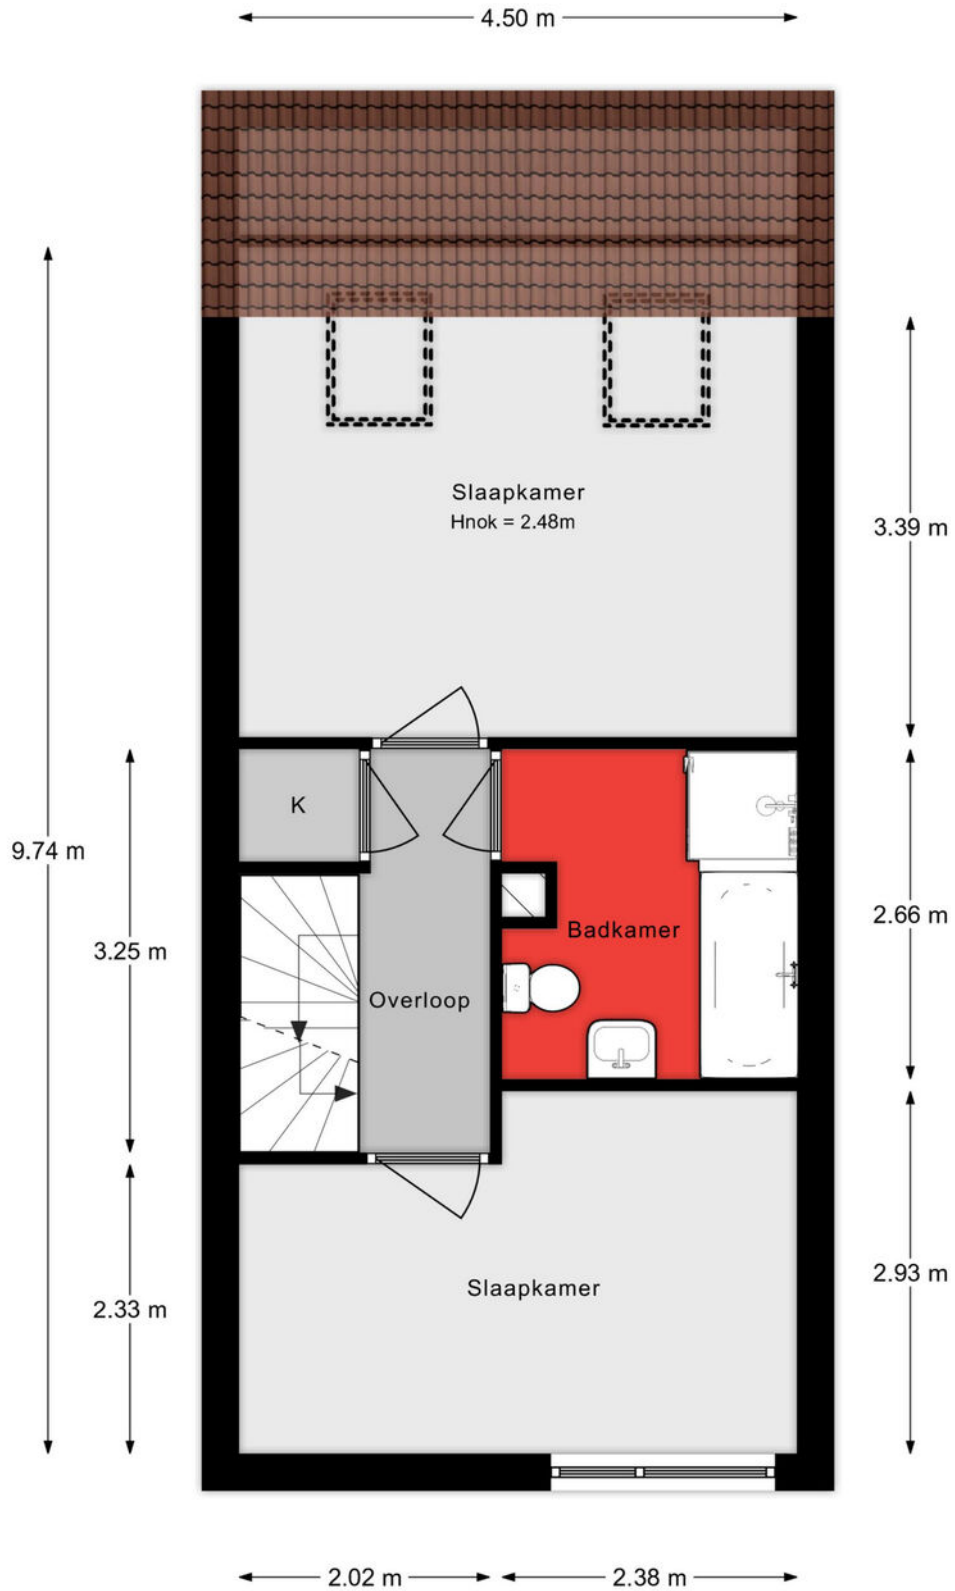 4.50 m
Slaapkamer
Hnok = 2.48m
3.39 m
K
9.74 m
2.66 m
Badkamer
3.25 m
Overloop
2.93 m
Slaapkamer
2.33 m
2.02 m
2.38 m